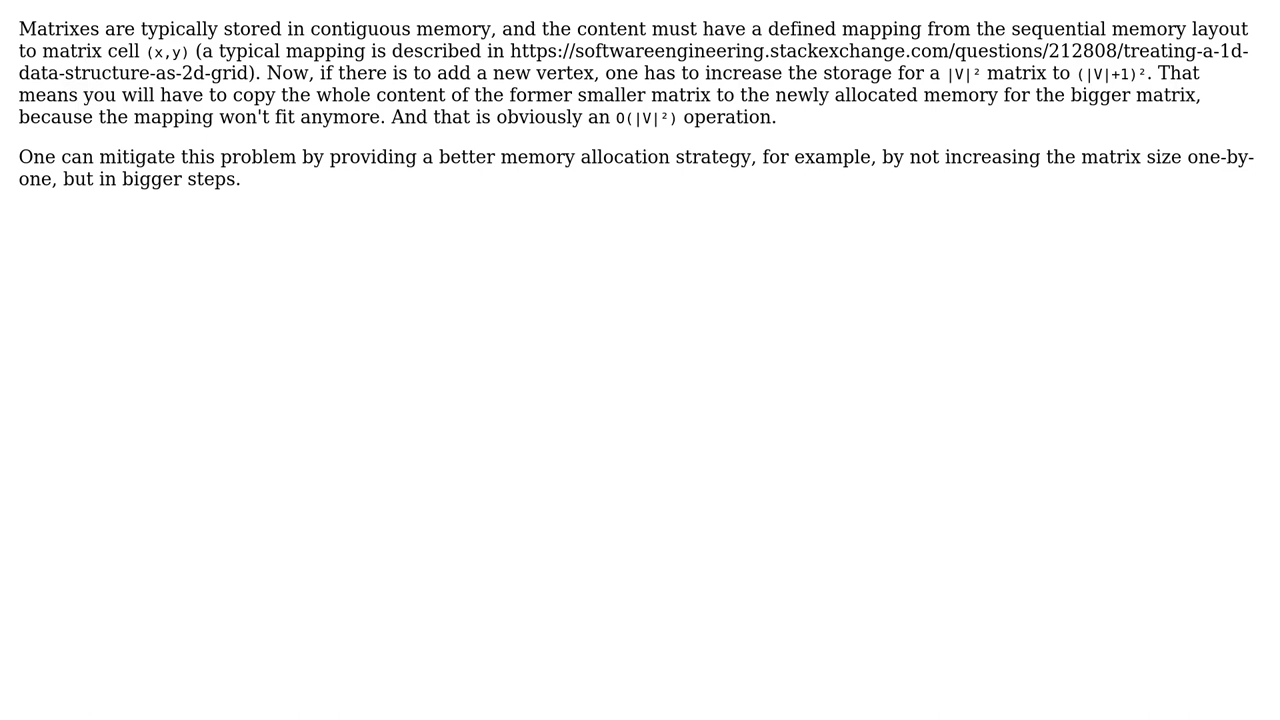 Matrixes are typically stored in contiguous memory, and the content must have a defined mapping from the sequential memory layout
to matrix cell (x,y) (a typical mapping is described in https://softwareengineering.stackexchange.com/questions/212808/treating-a-1d-
data-structure-as-2d-grid). Now, if there is to add a new vertex, one has to increase the storage for a |V|² matrix to (|V|+1)². That
means you will have to copy the whole content of the former smaller matrix to the newly allocated memory for the bigger matrix,
because the mapping won't fit anymore. And that is obviously an O(|V|²) operation.
One can mitigate this problem by providing a better memory allocation strategy, for example, by not increasing the matrix size one-by-
one, but in bigger steps.